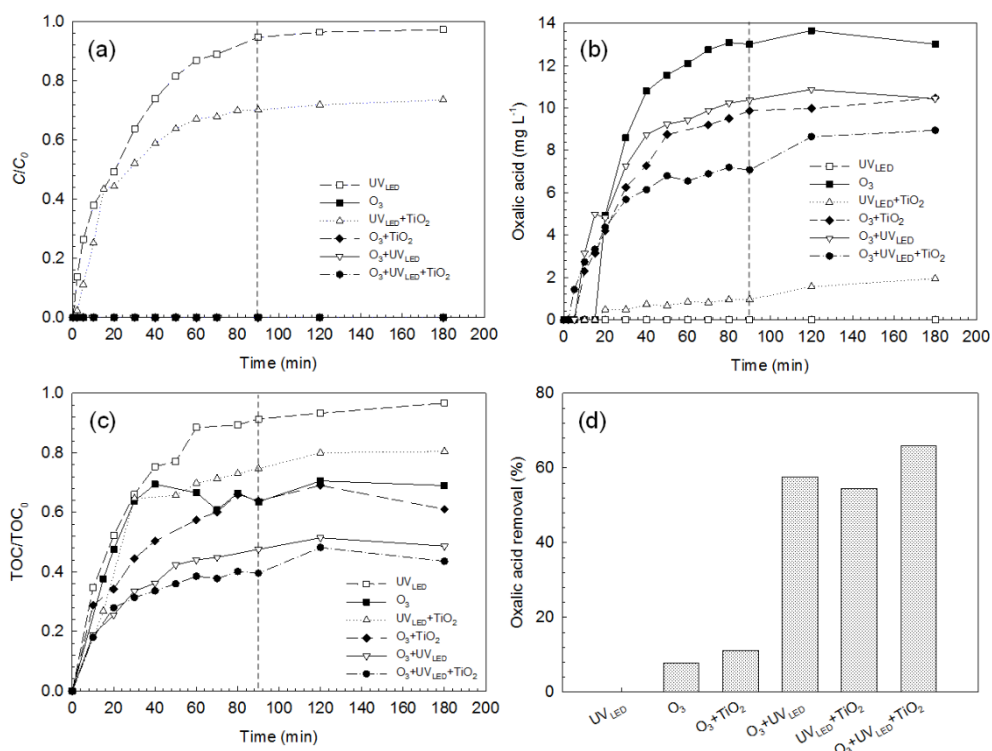 (a)
C/C0
1.0
0.8
0.6
0.4
0.2
0.0
UVLED
O3
UVLED+TiO2
O3+TiO2
O3+UVLED
O3+UVLED+TiO2
0 20 40 60 80 100 120 140 160 180 200
Time (min)
(b)
Oxalic acid (mg L-1)
14
12
10
8
6
4
2
0
UVLED
O3
UVLED+TiO2
O3+TiO2
O3+UVLED
O3+UVLED+TiO2
0 20 40 60 80 100 120 140 160 180 200
Time (min)
(c)
TOC/TOC0
1.0
0.8
0.6
0.4
0.2
0.0
UVLED
O3
UVLED+TiO2
O3+TiO2
O3+UVLED
O3+UVLED+TiO2
0 20 40 60 80 100 120 140 160 180 200
Time (min)
(d)
Oxalic acid removal (%)
80
60
40
20
0
UVLED
O3
O3+TiO2
O3+UVLED
UVLED+TiO2
O3+UVLED+TiO2